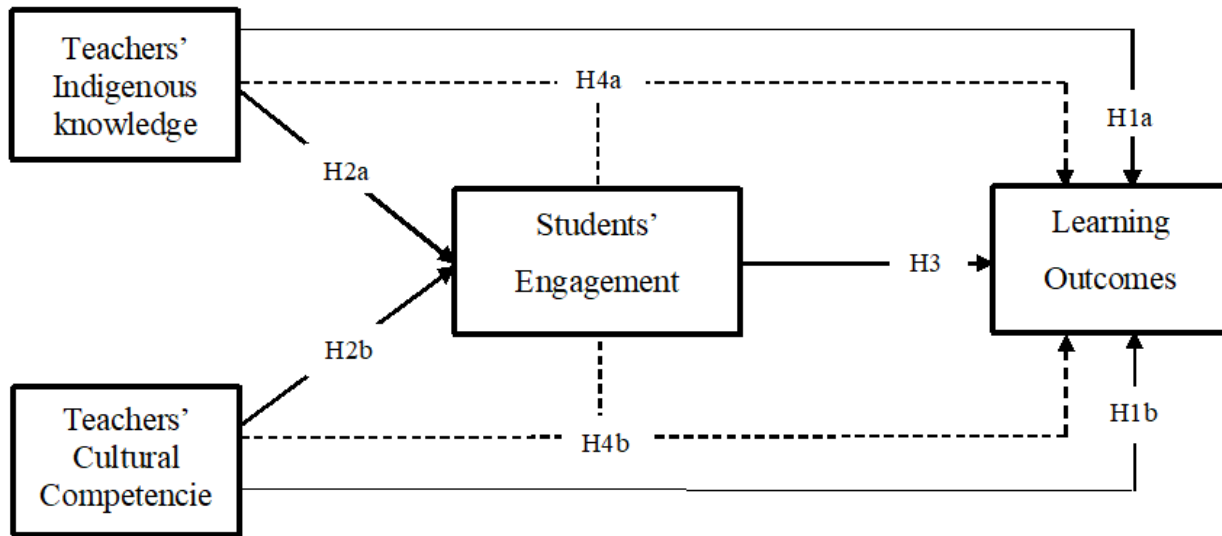 Teachers’
Indigenous
knowledge
H4a
H1a
H2a
Students’
Engagement
H3
Learning
Outcomes
H2b
Teachers’
Cultural
Competencie
H4b
H1b